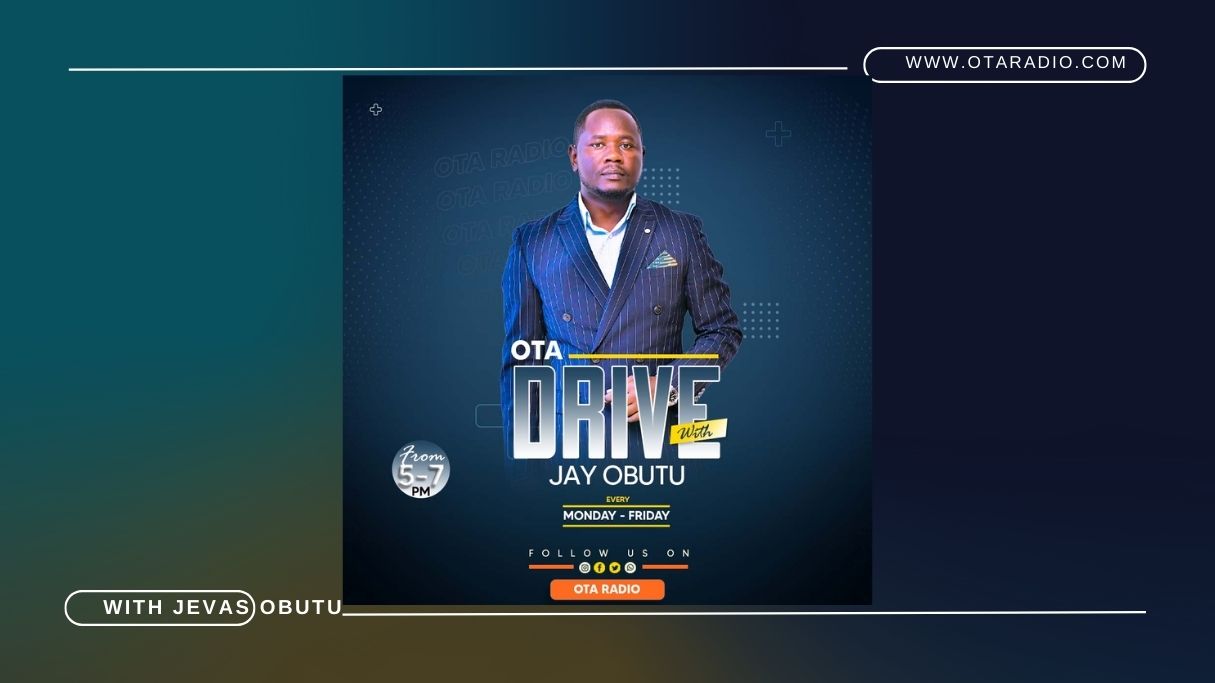 WWW.OTARADIO.COM
OTA RADIO
OTA RADIO
OTA
DRIVE
With
JAY OBUTU
From
5-7
PM
EVERY
MONDAY - FRIDAY
FOLLOW US ON
OTA RADIO
WITH JEVAS OBUTU